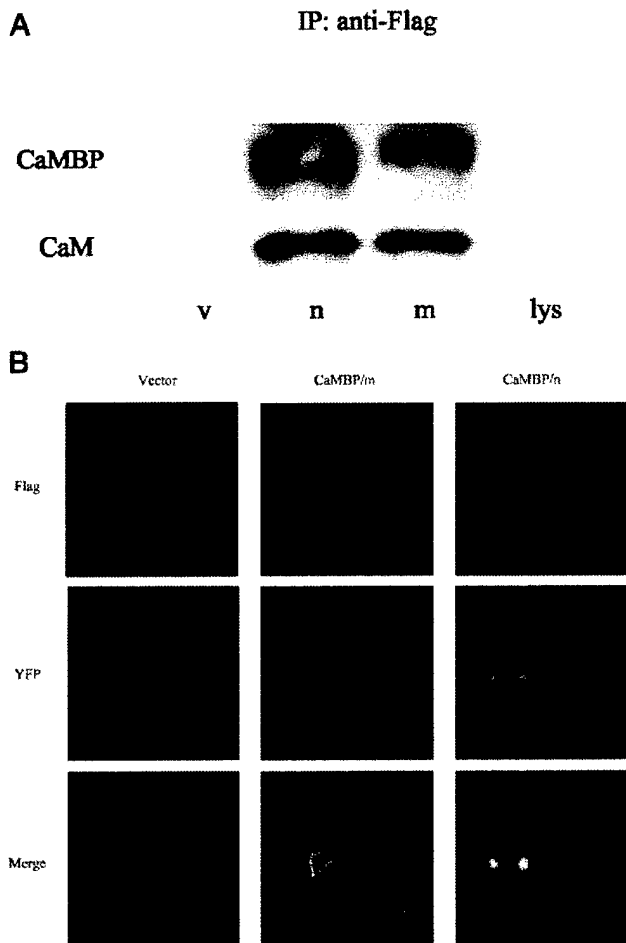 A
IP: anti-Flag
CaMBP
CaM
v n m lys
B
Vector CaMBP/m CaMBP/n
Flag
YFP
Merge